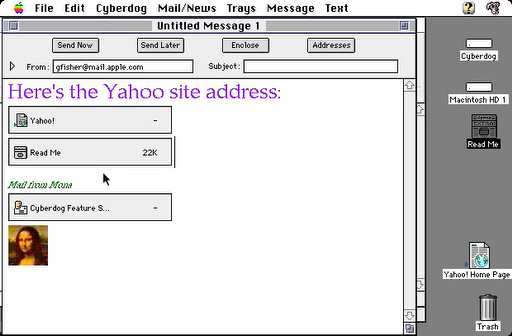 File Edit Cyberdog Mail/News Trays Message Text
Untitled Message 1
Send Now Send Later Enclose Addresses
From: gfisher@mail.apple.com Subject:
Here's the Yahoo site address:
Yahoo! -
Read Me 22K
Mail from Mona
Cyberdog Feature S... -
Cyberdog
Macintosh HD 1
Read Me
Yahoo! Home Page
Trash